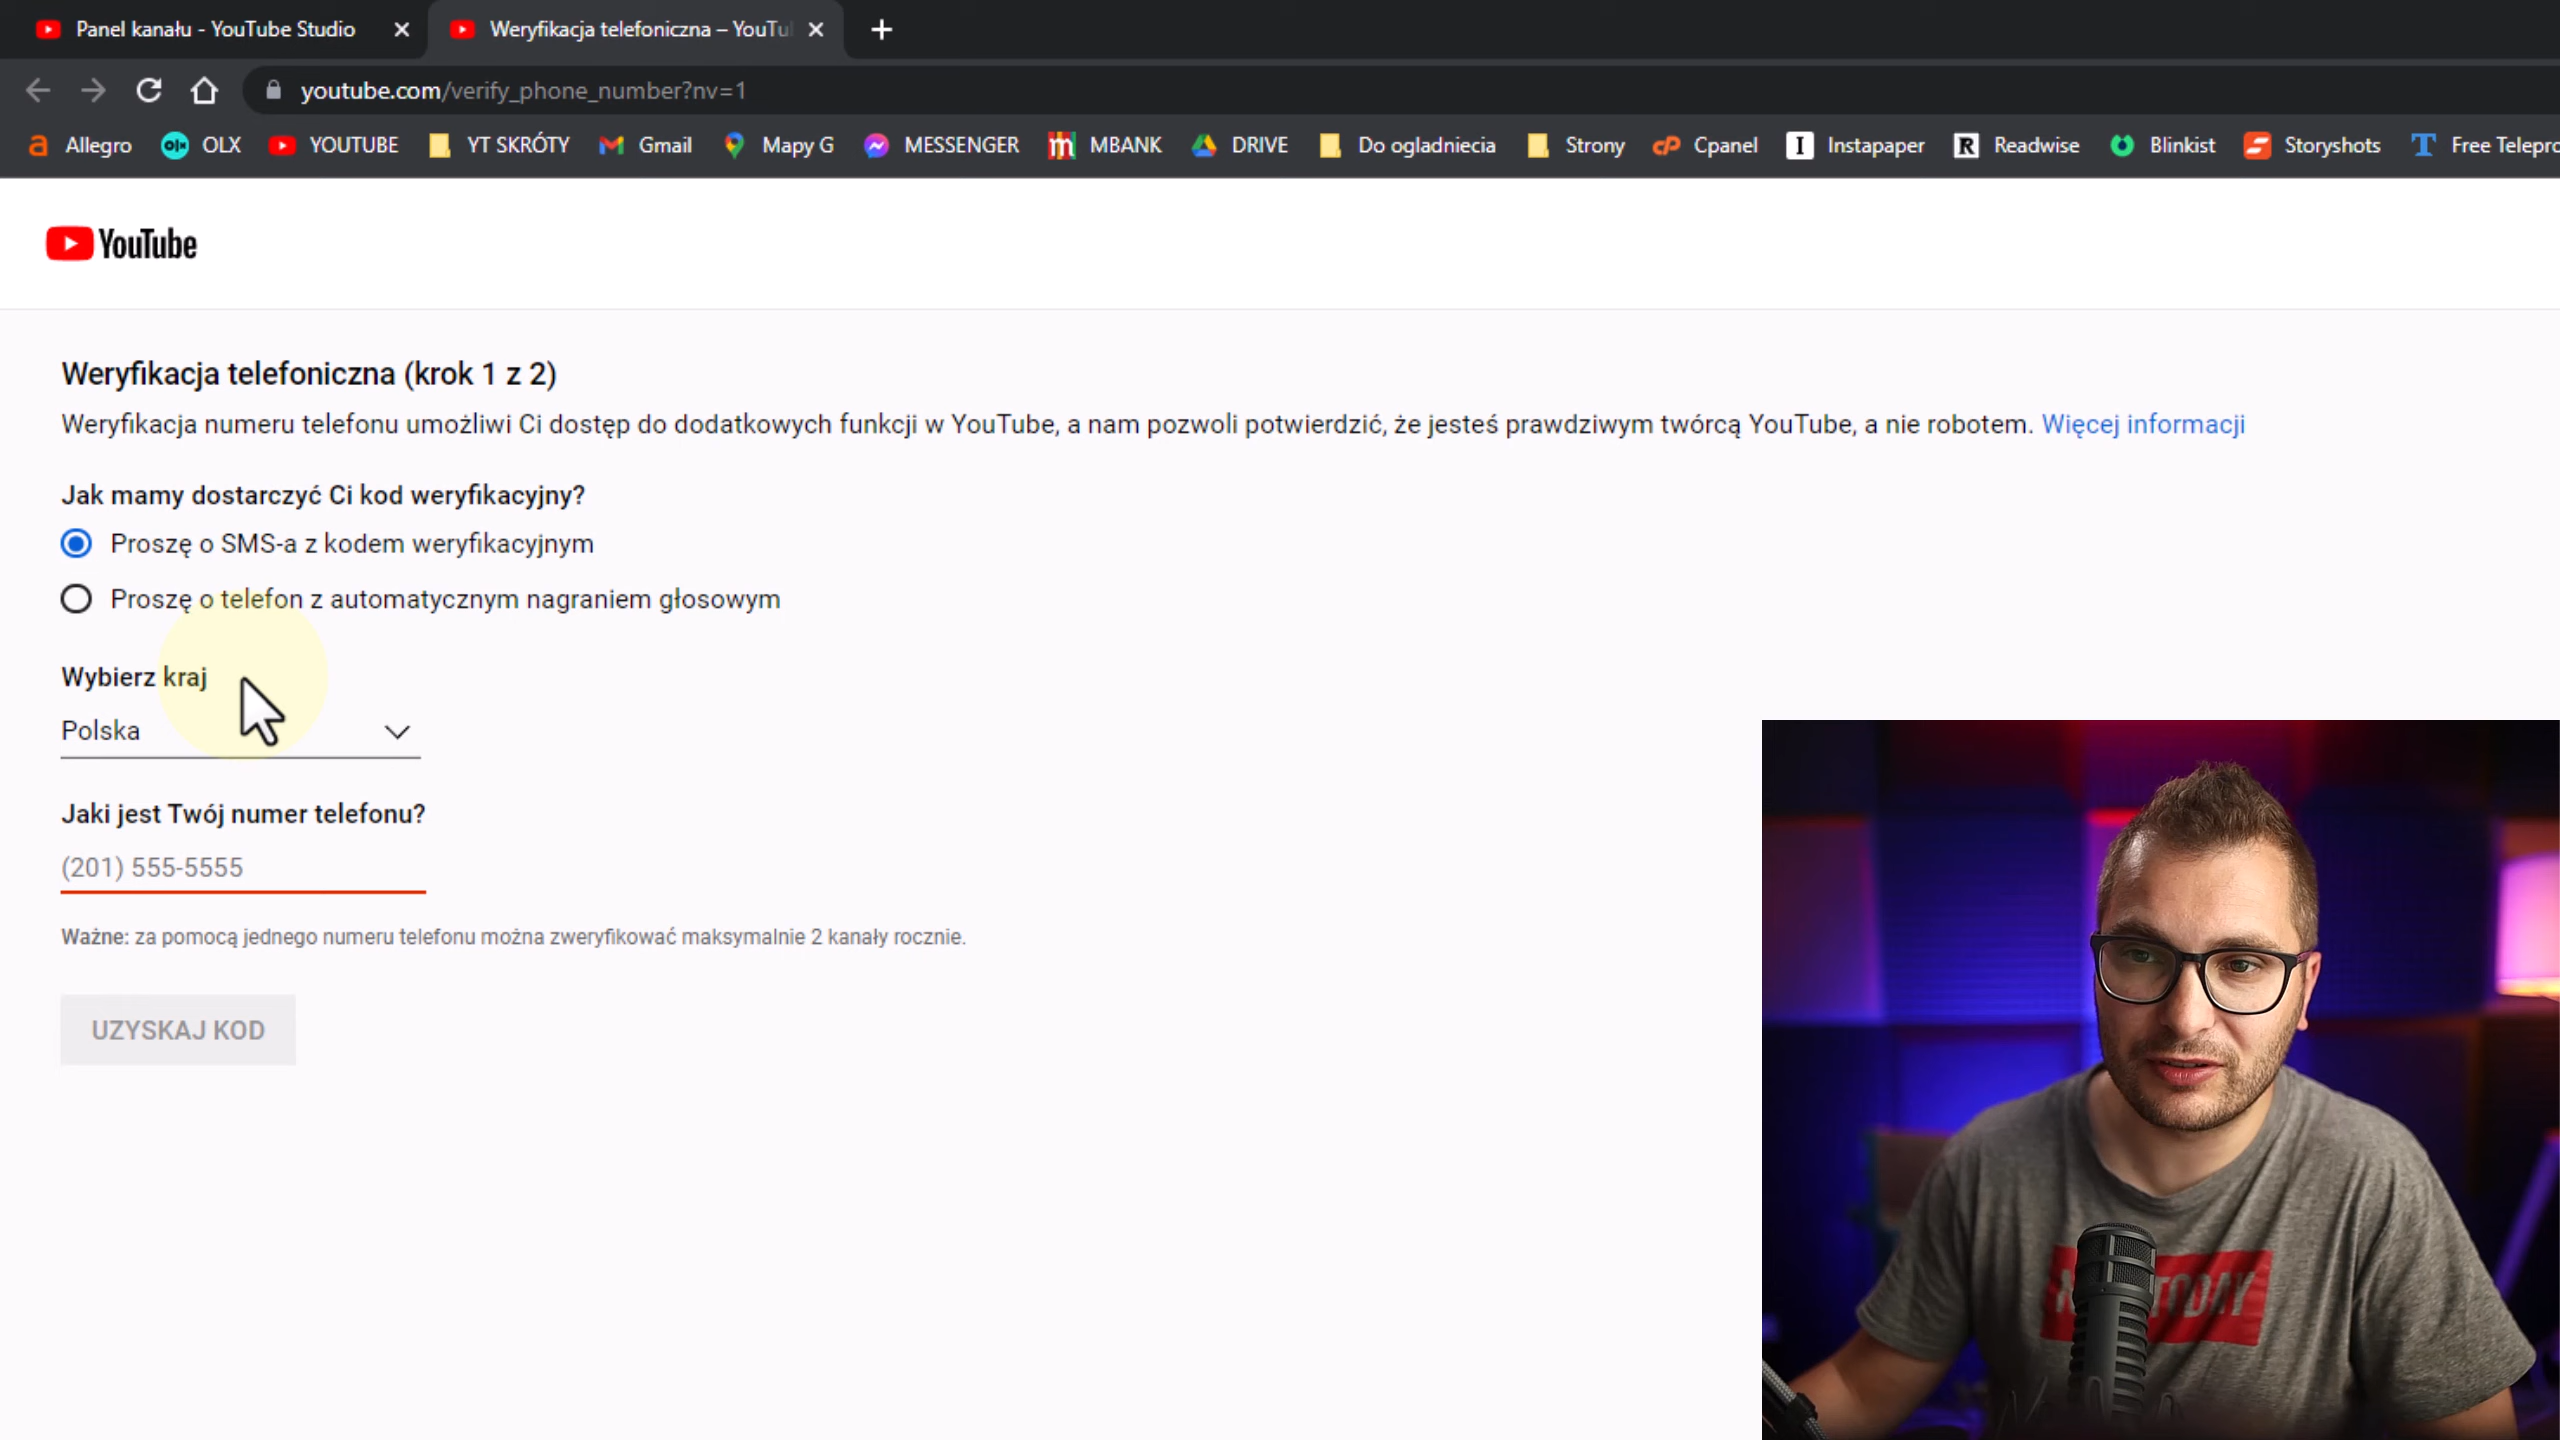 Panel kanału - YouTube Studio
Weryfikacja telefoniczna – YouTu
youtube.com/verify_phone_number?nv=1
Allegro
OLX
YOUTUBE
YT SKRÓTY
Gmail
Mapy G
MESSENGER
MBANK
DRIVE
Do ogladniecia
Strony
Cpanel
Instapaper
Readwise
Blinkist
Storyshots
Free Telepro
YouTube
Weryfikacja telefoniczna (krok 1 z 2)
Weryfikacja numeru telefonu umożliwi Ci dostęp do dodatkowych funkcji w YouTube, a nam pozwoli potwierdzić, że jesteś prawdziwym twórcą YouTube, a nie robotem. Więcej informacji
Jak mamy dostarczyć Ci kod weryfikacyjny?
Proszę o SMS-a z kodem weryfikacyjnym
Proszę o telefon z automatycznym nagraniem głosowym
Wybierz kraj
Polska
Jaki jest Twój numer telefonu?
(201) 555-5555
Ważne: za pomocą jednego numeru telefonu można zweryfikować maksymalnie 2 kanały rocznie.
UZYSKAJ KOD
TODAY